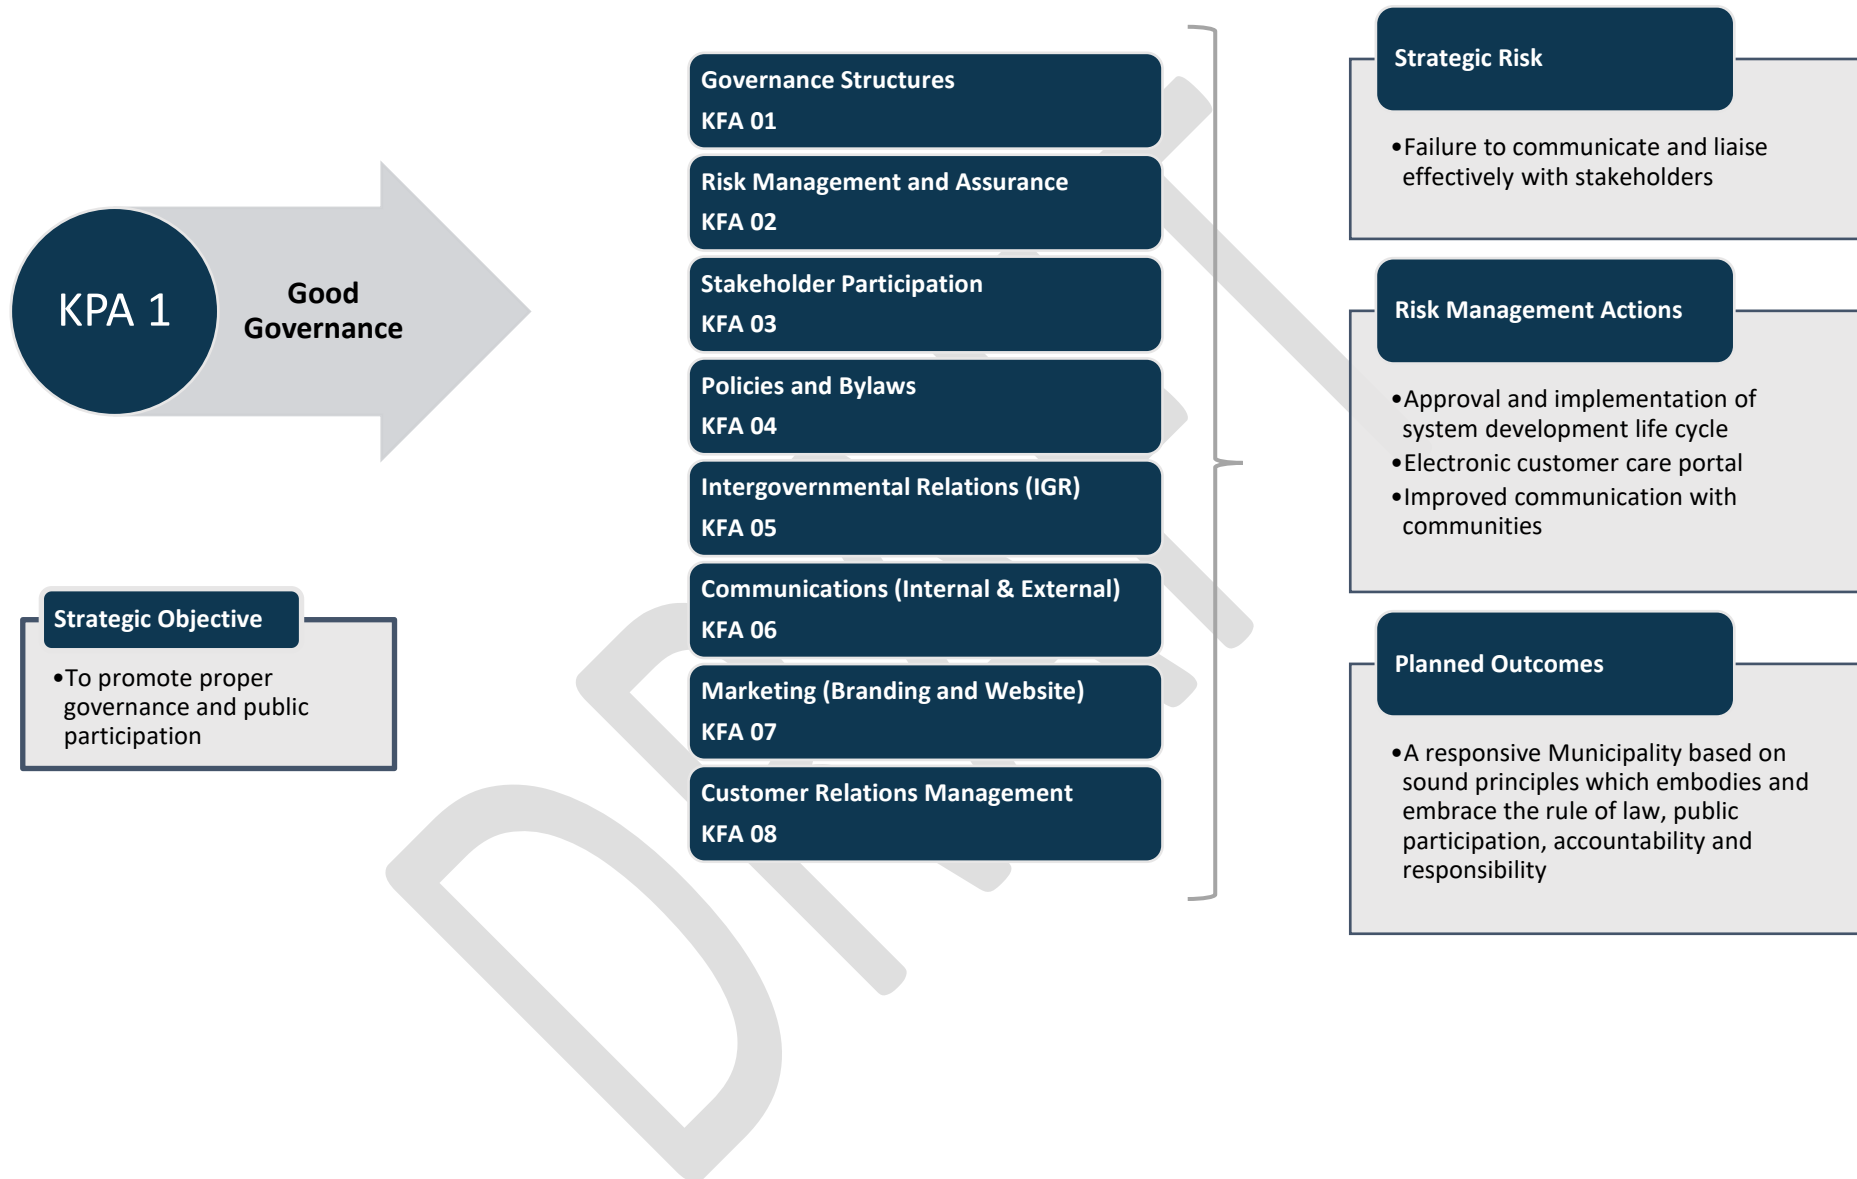 KPA 1
Good
Governance
Strategic Objective
•To promote proper
governance and public
participation
Governance Structures
KFA 01
Risk Management and Assurance
KFA 02
Stakeholder Participation
KFA 03
Policies and Bylaws
KFA 04
Intergovernmental Relations (IGR)
KFA 05
Communications (Internal & External)
KFA 06
Marketing (Branding and Website)
KFA 07
Customer Relations Management
KFA 08
Strategic Risk
•Failure to communicate and liaise
effectively with stakeholders
Risk Management Actions
•Approval and implementation of
system development life cycle
•Electronic customer care portal
•Improved communication with
communities
Planned Outcomes
•A responsive Municipality based on
sound principles which embodies and
embrace the rule of law, public
participation, accountability and
responsibility
DRAFT